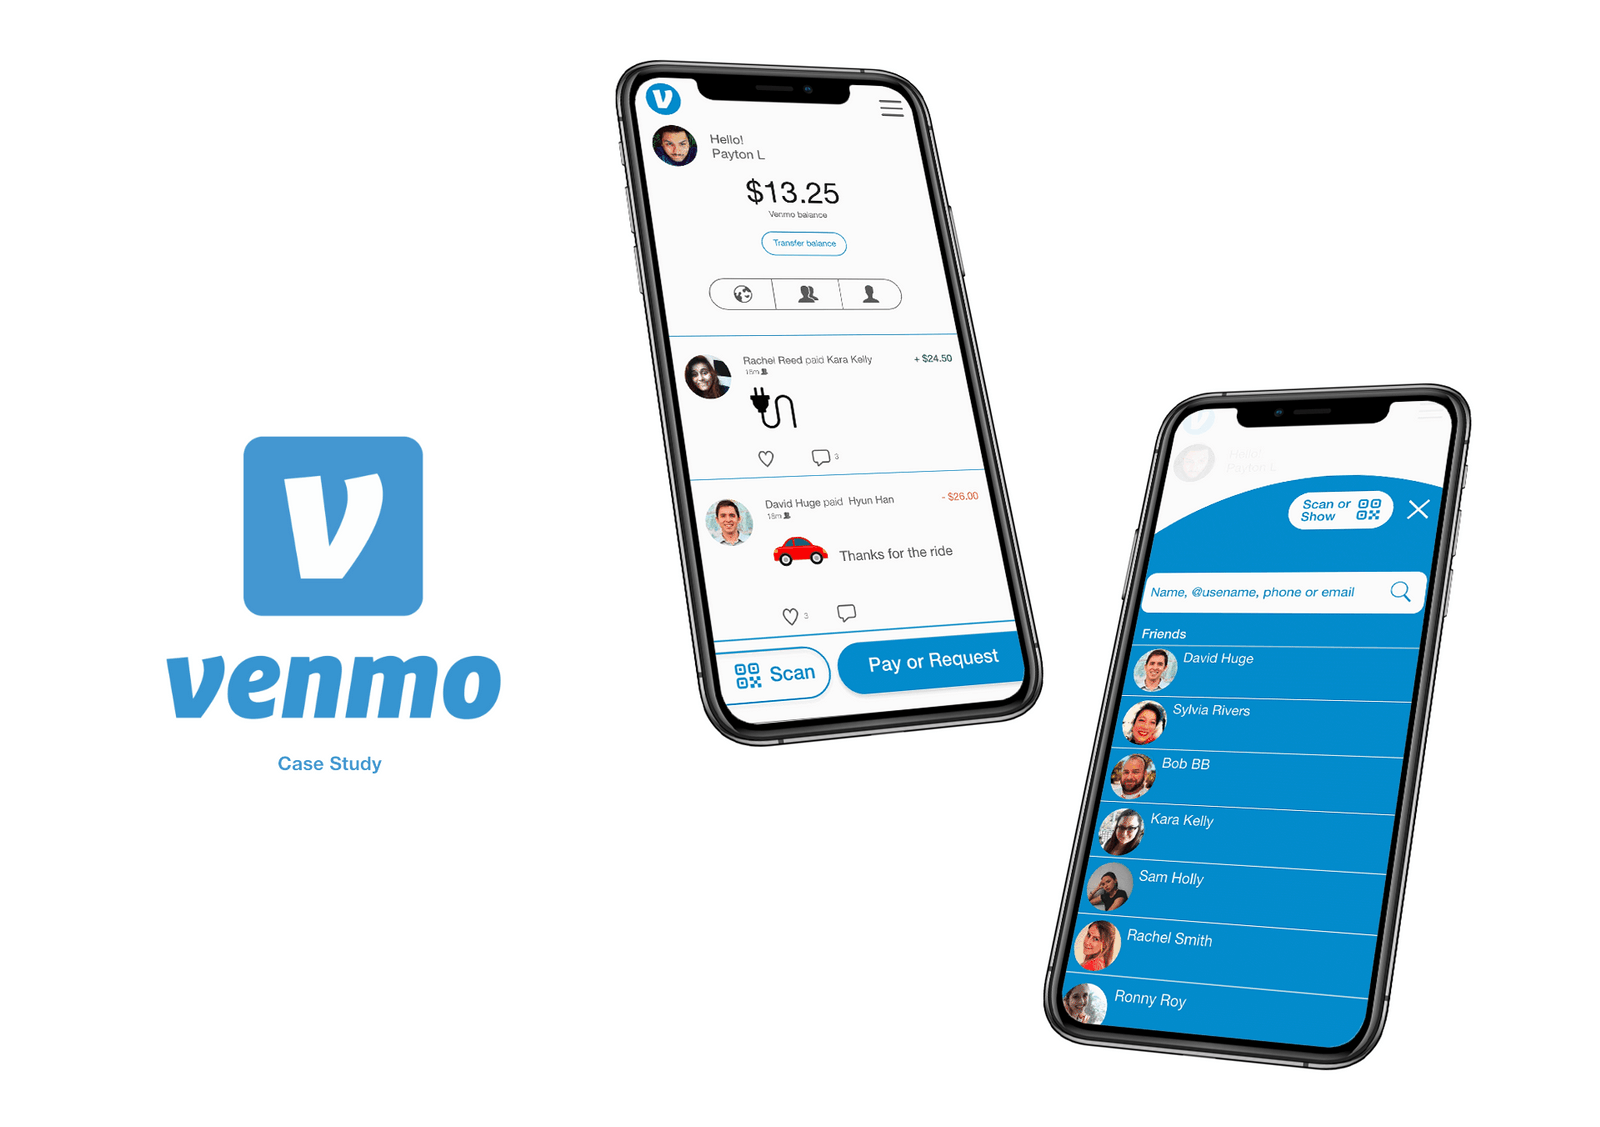 venmo
Case Study
Hello!
Payton L
$13.25
Venmo balance
Transfer balance
Rachel Reed paid Kara Kelly
+ $24.50
18m
3
David Huge paid Hyun Han
- $26.00
18m
Thanks for the ride
3
Scan
Pay or Request
Hello!
Payton L
Scan or
Show
Name, @usename, phone or email
Friends
David Huge
Sylvia Rivers
Bob BB
Kara Kelly
Sam Holly
Rachel Smith
Ronny Roy